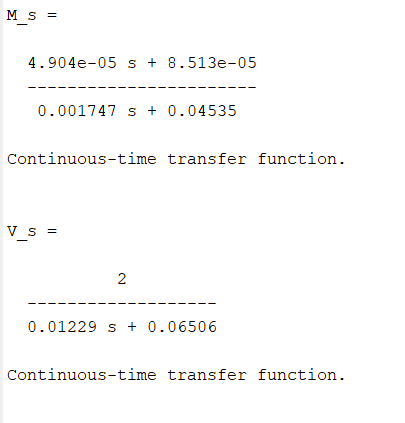 M_s =
4.904e-05 s + 8.513e-05
-----------------------
0.001747 s + 0.04535
Continuous-time transfer function.
V_s =
2
-------------------
0.01229 s + 0.06506
Continuous-time transfer function.